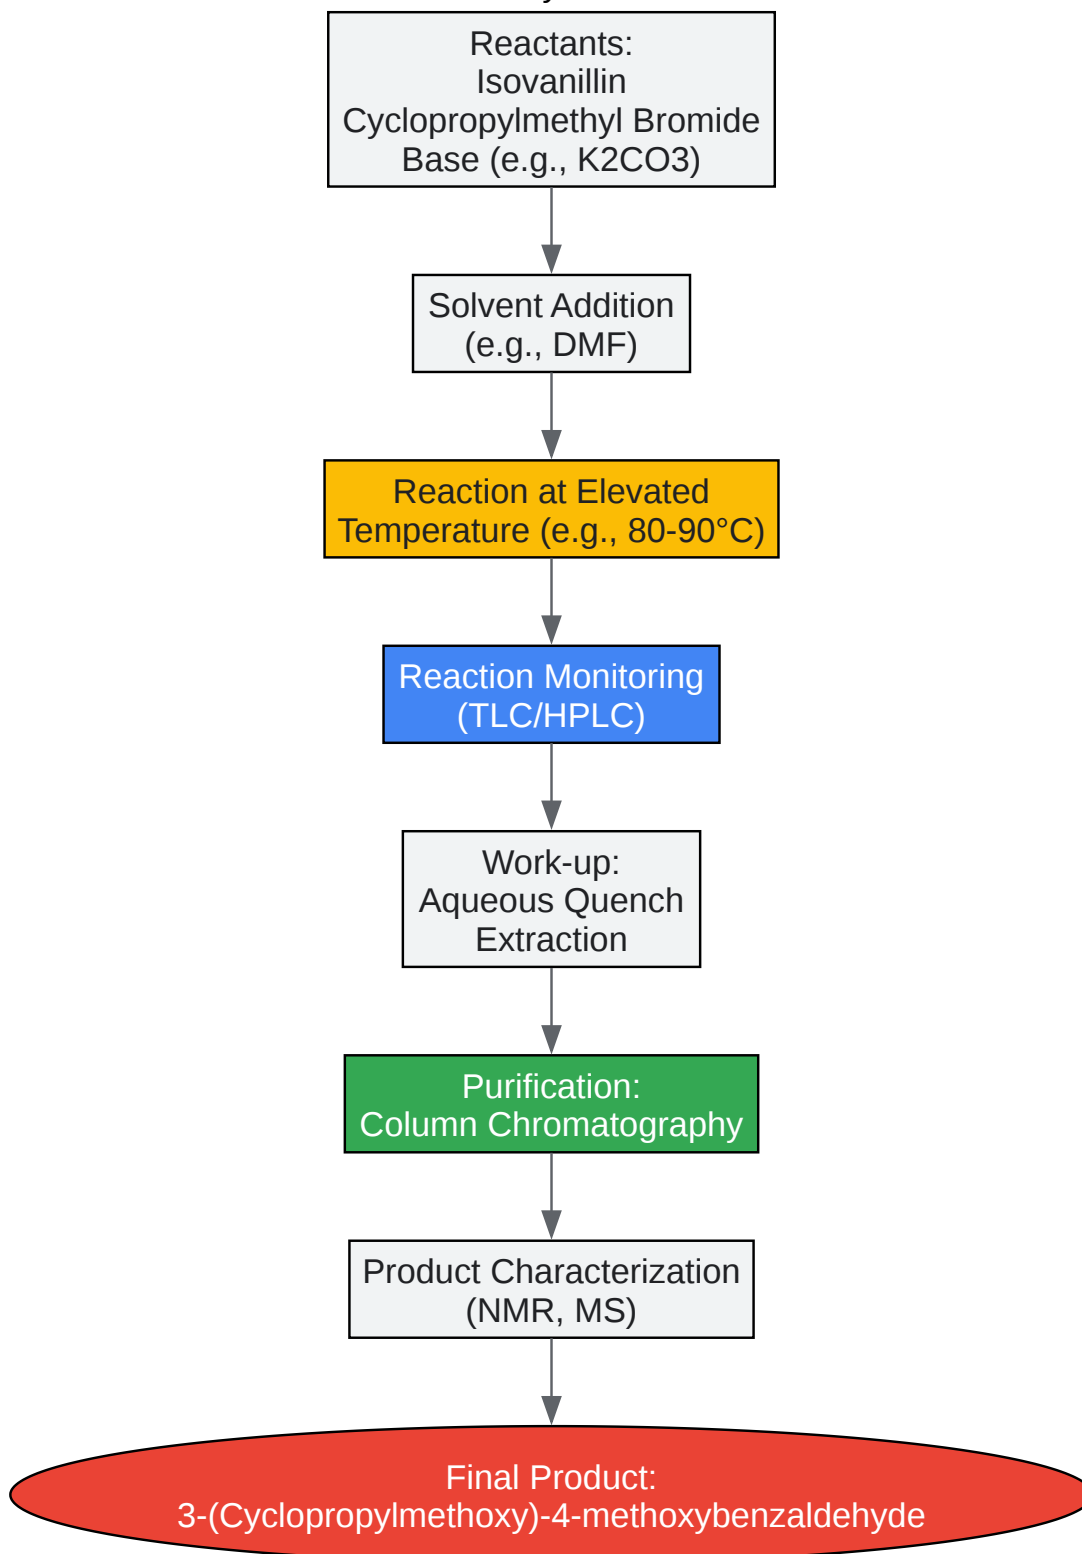 Reactants:
Isovanillin
Cyclopropylmethyl Bromide
Base (e.g., K2CO3)
Solvent Addition
(e.g., DMF)
Reaction at Elevated
Temperature (e.g., 80-90°C)
Reaction Monitoring
(TLC/HPLC)
Work-up:
Aqueous Quench
Extraction
Purification:
Column Chromatography
Product Characterization
(NMR, MS)
Final Product:
3-(Cyclopropylmethoxy)-4-methoxybenzaldehyde